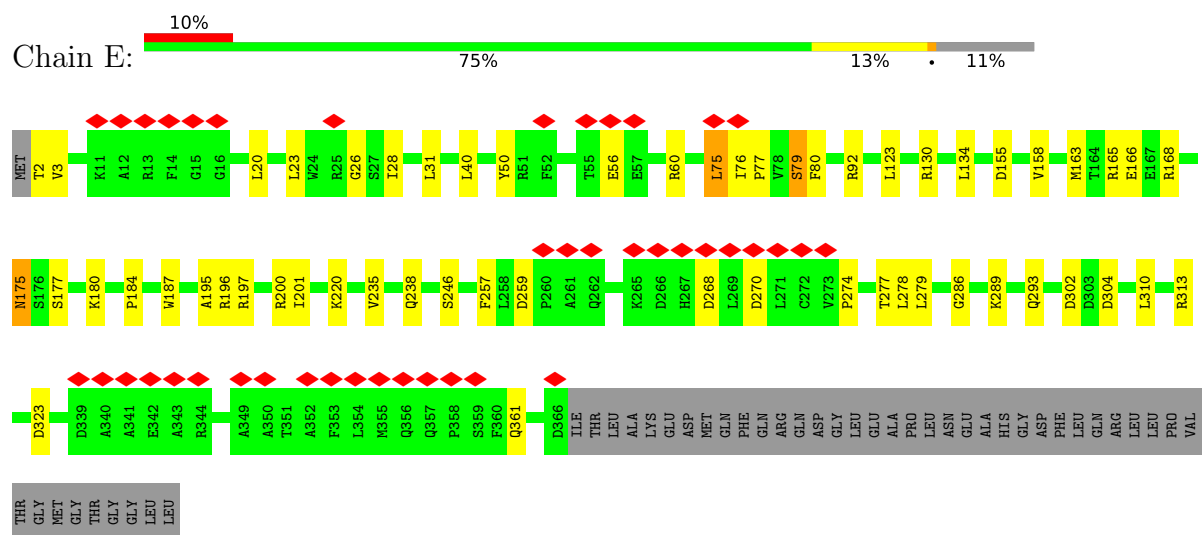 10%
Chain E:
75% 13% • 11%
MET T2 V3 K11 A12 R13 F14 G15 G16 L20 L23 W24 R25 G26 S27 I28 L31 L40 Y50 R51 F52 T55 E56 E57 R60 L75 I76 P77 V78 S79 F80 R92 L123 R130 L134 D155 V158 M163 T164 R165 E166 E167 R168
N175 S176 S177 K180 P184 W187 A195 R196 R197 R200 I201 K220 V235 Q238 S246 F257 L258 D259 P260 A261 Q262 K265 D266 H267 D268 L269 D270 L271 C272 V273 P274 T277 L278 L279 G286 K289 Q293 D302 D303 D304 L310 R313
D323 D339 A340 A341 E342 A343 R344 A349 A350 T351 A352 F353 L354 M355 Q356 Q357 P358 S359 F360 Q361 D366 ILE THR LEU ALA LYS GLU ASP MET GLN PHE GLN ARG GLN ASP GLY LEU GLU ALA PRO LEU ASN GLU ALA HIS GLY ASP PHE LEU GLN ARG LEU LEU PRO VAL
THR GLY MET GLY THR GLY GLY LEU LEU